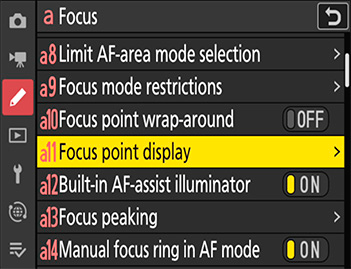 a Focus
a8 Limit AF-area mode selection
a9 Focus mode restrictions
a10 Focus point wrap-around OFF
a11 Focus point display
a12 Built-in AF-assist illuminator ON
a13 Focus peaking
a14 Manual focus ring in AF mode ON